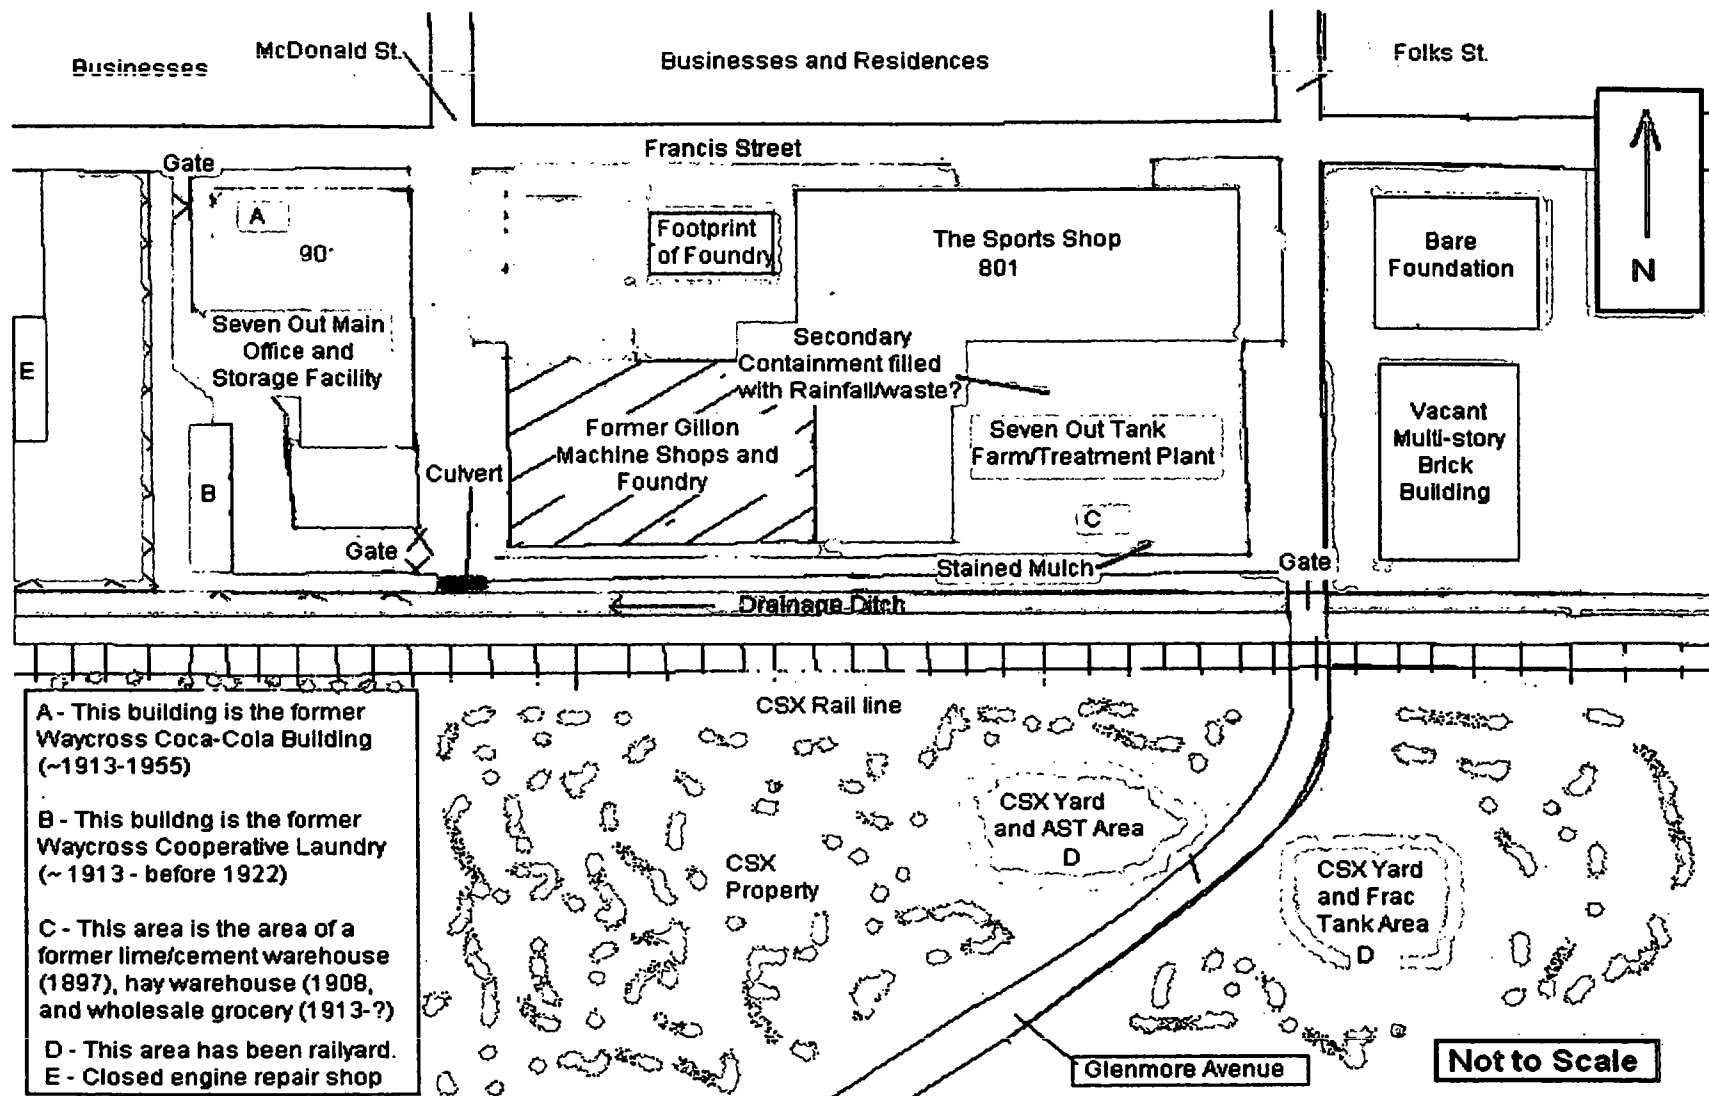 Businesses
McDonald St.
Businesses and Residences
Folks St.
Francis Street
Gate
N
A
90
Footprint
of Foundry
The Sports Shop
801
Bare
Foundation
Seven Out Main
Office and
Storage Facility
E
Secondary
Containment filled
with Rainfall/waste?
Former Gillon
Machine Shops and
Foundry
Seven Out Tank
Farm/Treatment Plant
Vacant
Multi-story
Brick
Building
Culvert
B
C
Gate
Stained Mulch
Gate
Drainage Ditch
CSX Rail line
A - This building is the former
Waycross Coca-Cola Building
(~1913-1955)
B - This buildng is the former
Waycross Cooperative Laundry
(~ 1913 - before 1922)
C - This area is the area of a
former lime/cement warehouse
(1897), hay warehouse (1908,
and wholesale grocery (1913-?)
D - This area has been railyard.
E - Closed engine repair shop
CSX Yard
and AST Area
D
CSX
Property
CSX Yard
and Frac
Tank Area
D
Glenmore Avenue
Not to Scale